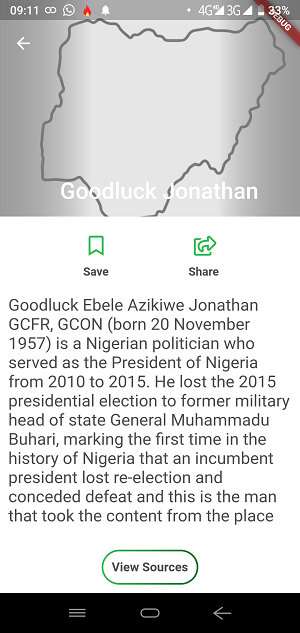 09:11
4G 4G 3G 33%
DEBUG
Goodluck Jonathan
Save
Share
Goodluck Ebele Azikiwe Jonathan
GCFR, GCON (born 20 November
1957) is a Nigerian politician who
served as the President of Nigeria
from 2010 to 2015. He lost the 2015
presidential election to former military
head of state General Muhammadu
Buhari, marking the first time in the
history of Nigeria that an incumbent
president lost re-election and
conceded defeat and this is the man
that took the content from the place
View Sources